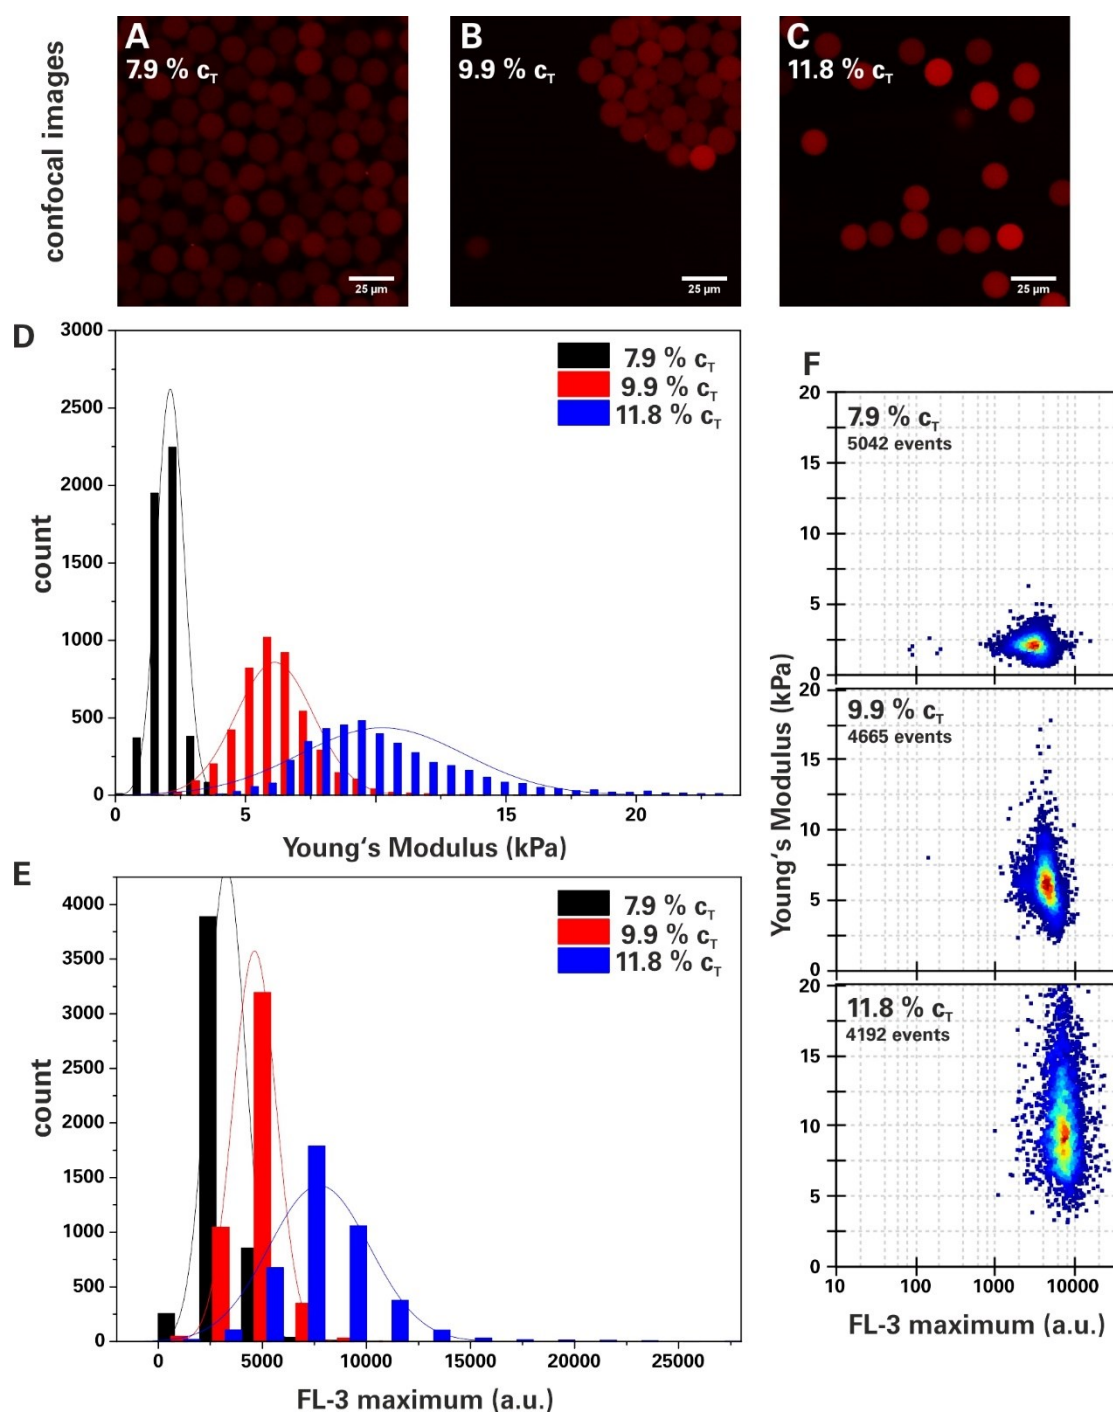 confocal images
A
7.9 % cT
25 µm
B
9.9 % cT
25 µm
C
11.8 % cT
25 µm
D
3000
2500
2000
1500
1000
500
0
count
0
5
15
20
Young‘s Modulus (kPa)
7.9 % cT
9.9 % cT
11.8 % cT
E
4000
3500
3000
2500
2000
1500
1000
500
0
count
0
5000
10000
15000
20000
25000
FL-3 maximum (a.u.)
7.9 % cT
9.9 % cT
11.8 % cT
F
20
15
10
5
0
7.9 % cT
5042 events
20
15
10
5
0
9.9 % cT
4665 events
20
15
10
5
0
11.8 % cT
4192 events
Young‘s Modulus (kPa)
10
100
1000
10000
FL-3 maximum (a.u.)